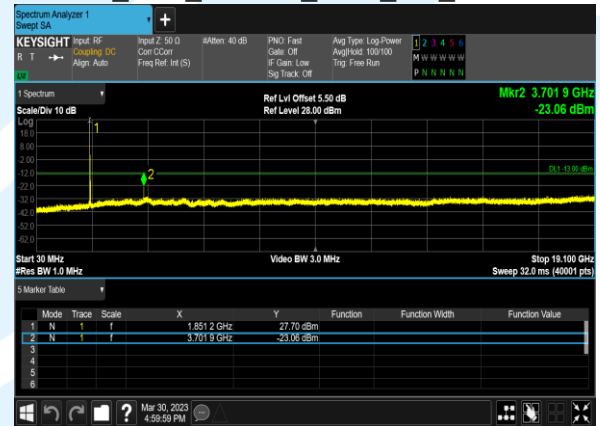 Spectrum Analyzer 1
Swept SA
+
KEYSIGHT Input: RF Input Z: 50 Ω #Atten: 40 dB PNO: Fast Avg Type: Log-Power 1 2 3 4 5 6
R T Coupling: DC Corr CCorr Gate: Off Avg|Hold: 100/100 M W W W W W
Align: Auto Freq Ref: Int (S) IF Gain: Low Trig: Free Run
Sig Track: Off P N N N N N
1 Spectrum
Ref Lvl Offset 5.50 dB Mkr2 3.701 9 GHz
Scale/Div 10 dB Ref Level 28.00 dBm -23.06 dBm
Log
18.0
1
8.00
-2.00
-12.0
DL1 -13.00 dBm
2
-22.0
-32.0
-42.0
-52.0
-62.0
Start 30 MHz Video BW 3.0 MHz Stop 19.100 GHz
#Res BW 1.0 MHz Sweep 32.0 ms (40001 pts)
5 Marker Table
Mode Trace Scale X Y Function Function Width Function Value
1 N 1 f 1.851 2 GHz 27.70 dBm
2 N 1 f 3.701 9 GHz -23.06 dBm
3
4
5
6
? Mar 30, 2023
4:59:59 PM